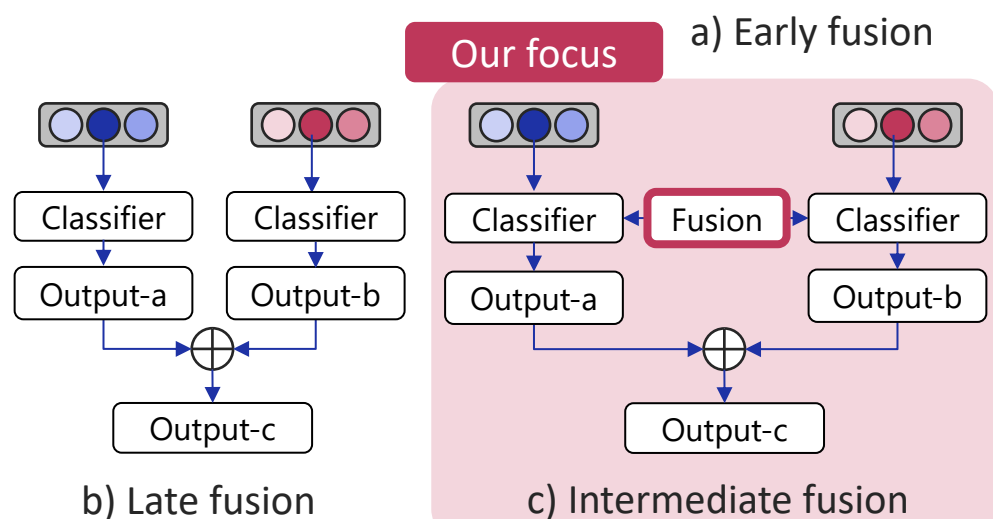 a) Early fusion
Our focus
Classifier
Classifier
Output-a
Output-b
Output-c
b) Late fusion
Classifier
Fusion
Classifier
Output-a
Output-b
Output-c
c) Intermediate fusion